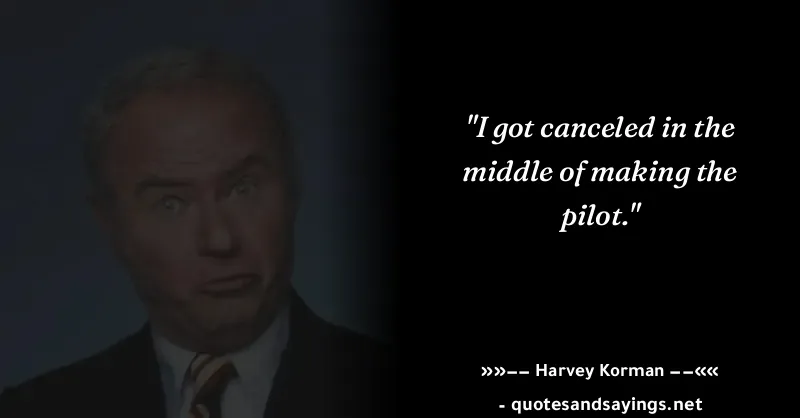 "I got canceled in the
middle of making the
pilot."
»»−− Harvey Korman −−««
- quotesandsayings.net